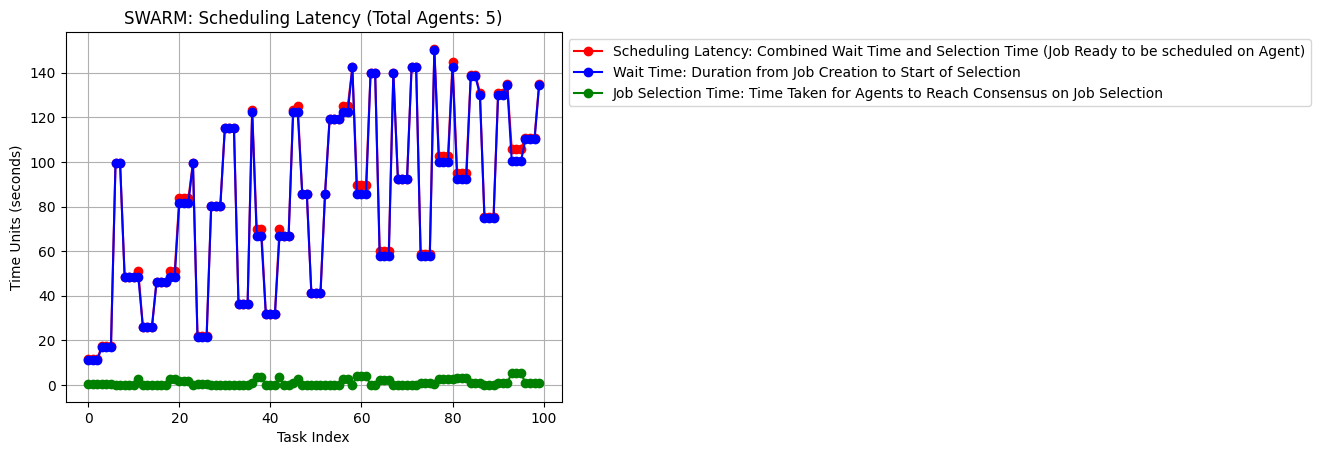 SWARM: Scheduling Latency (Total Agents: 5)
Scheduling Latency: Combined Wait Time and Selection Time (Job Ready to be scheduled on Agent)
Wait Time: Duration from Job Creation to Start of Selection
Job Selection Time: Time Taken for Agents to Reach Consensus on Job Selection
Time Units (seconds)
140
120
100
80
60
40
20
0
0 20 40 60 80 100
Task Index